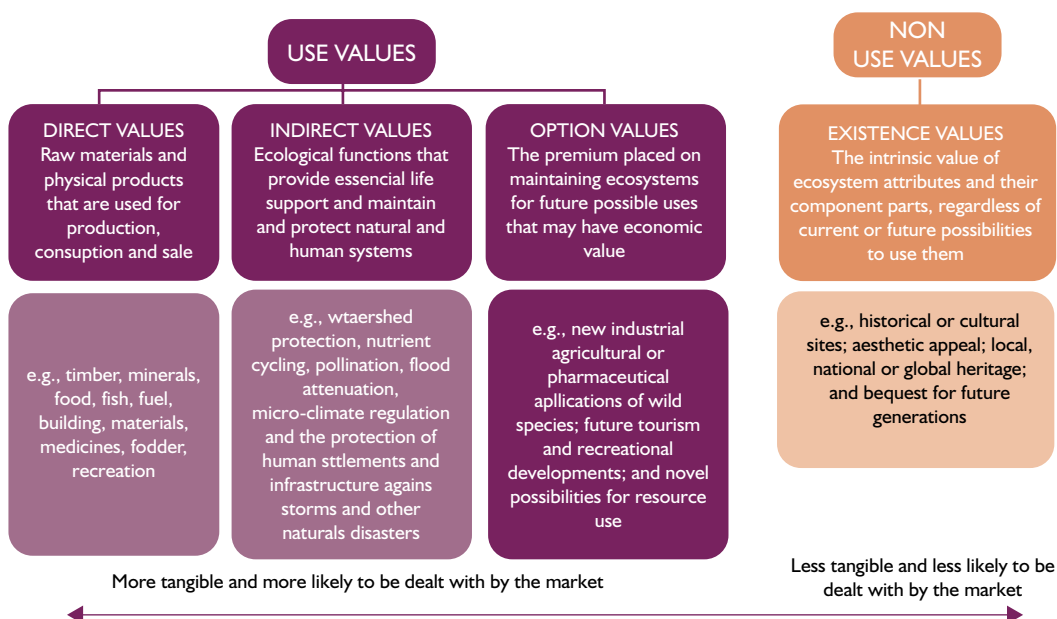 USE VALUES
NON
USE VALUES
DIRECT VALUES
Raw materials and
physical products
that are used for
production,
consuption and sale
INDIRECT VALUES
Ecological functions that
provide essencial life
support and maintain
and protect natural and
human systems
OPTION VALUES
The premium placed on
maintaining ecosystems
for future possible uses
that may have economic
value
EXISTENCE VALUES
The intrinsic value of
ecosystem attributes and their
component parts, regardless of
current or future possibilities
to use them
e.g., timber, minerals,
food, fish, fuel,
building, materials,
medicines, fodder,
recreation
e.g., wtaershed
protection, nutrient
cycling, pollination, flood
attenuation,
micro-climate regulation
and the protection of
human sttlements and
infrastructure agains
storms and other
naturals disasters
e.g., new industrial
agricultural or
pharmaceutical
apllications of wild
species; future tourism
and recreational
developments; and novel
possibilities for resource
use
e.g., historical or cultural
sites; aesthetic appeal; local,
national or global heritage;
and bequest for future
generations
More tangible and more likely to be dealt with by the market
Less tangible and less likely to be
dealt with by the market